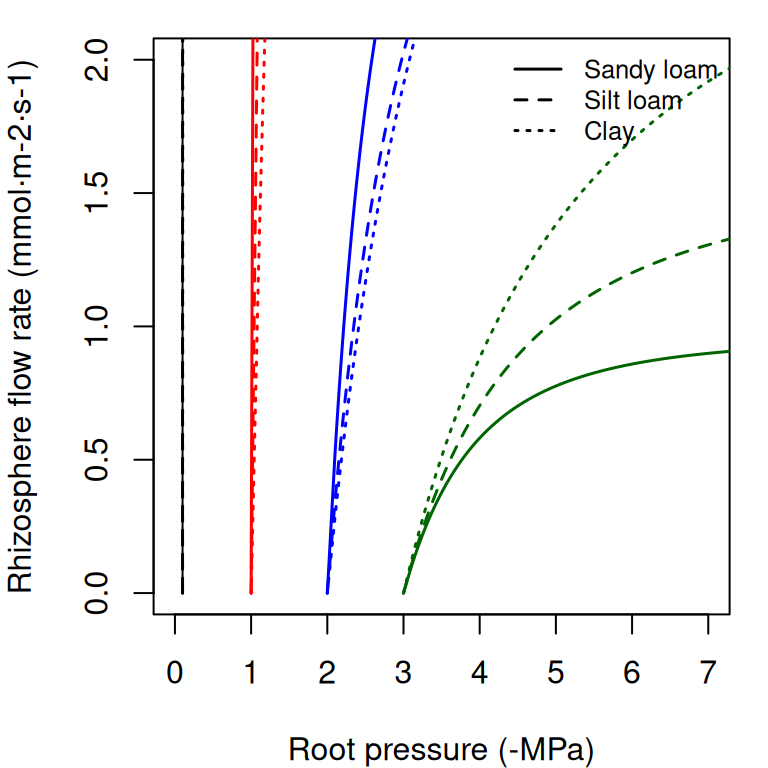 Rhizosphere flow rate (mmol·m-2·s-1)
2.0
1.5
1.0
0.5
0.0
Sandy loam
Silt loam
Clay
0 1 2 3 4 5 6 7
Root pressure (-MPa)